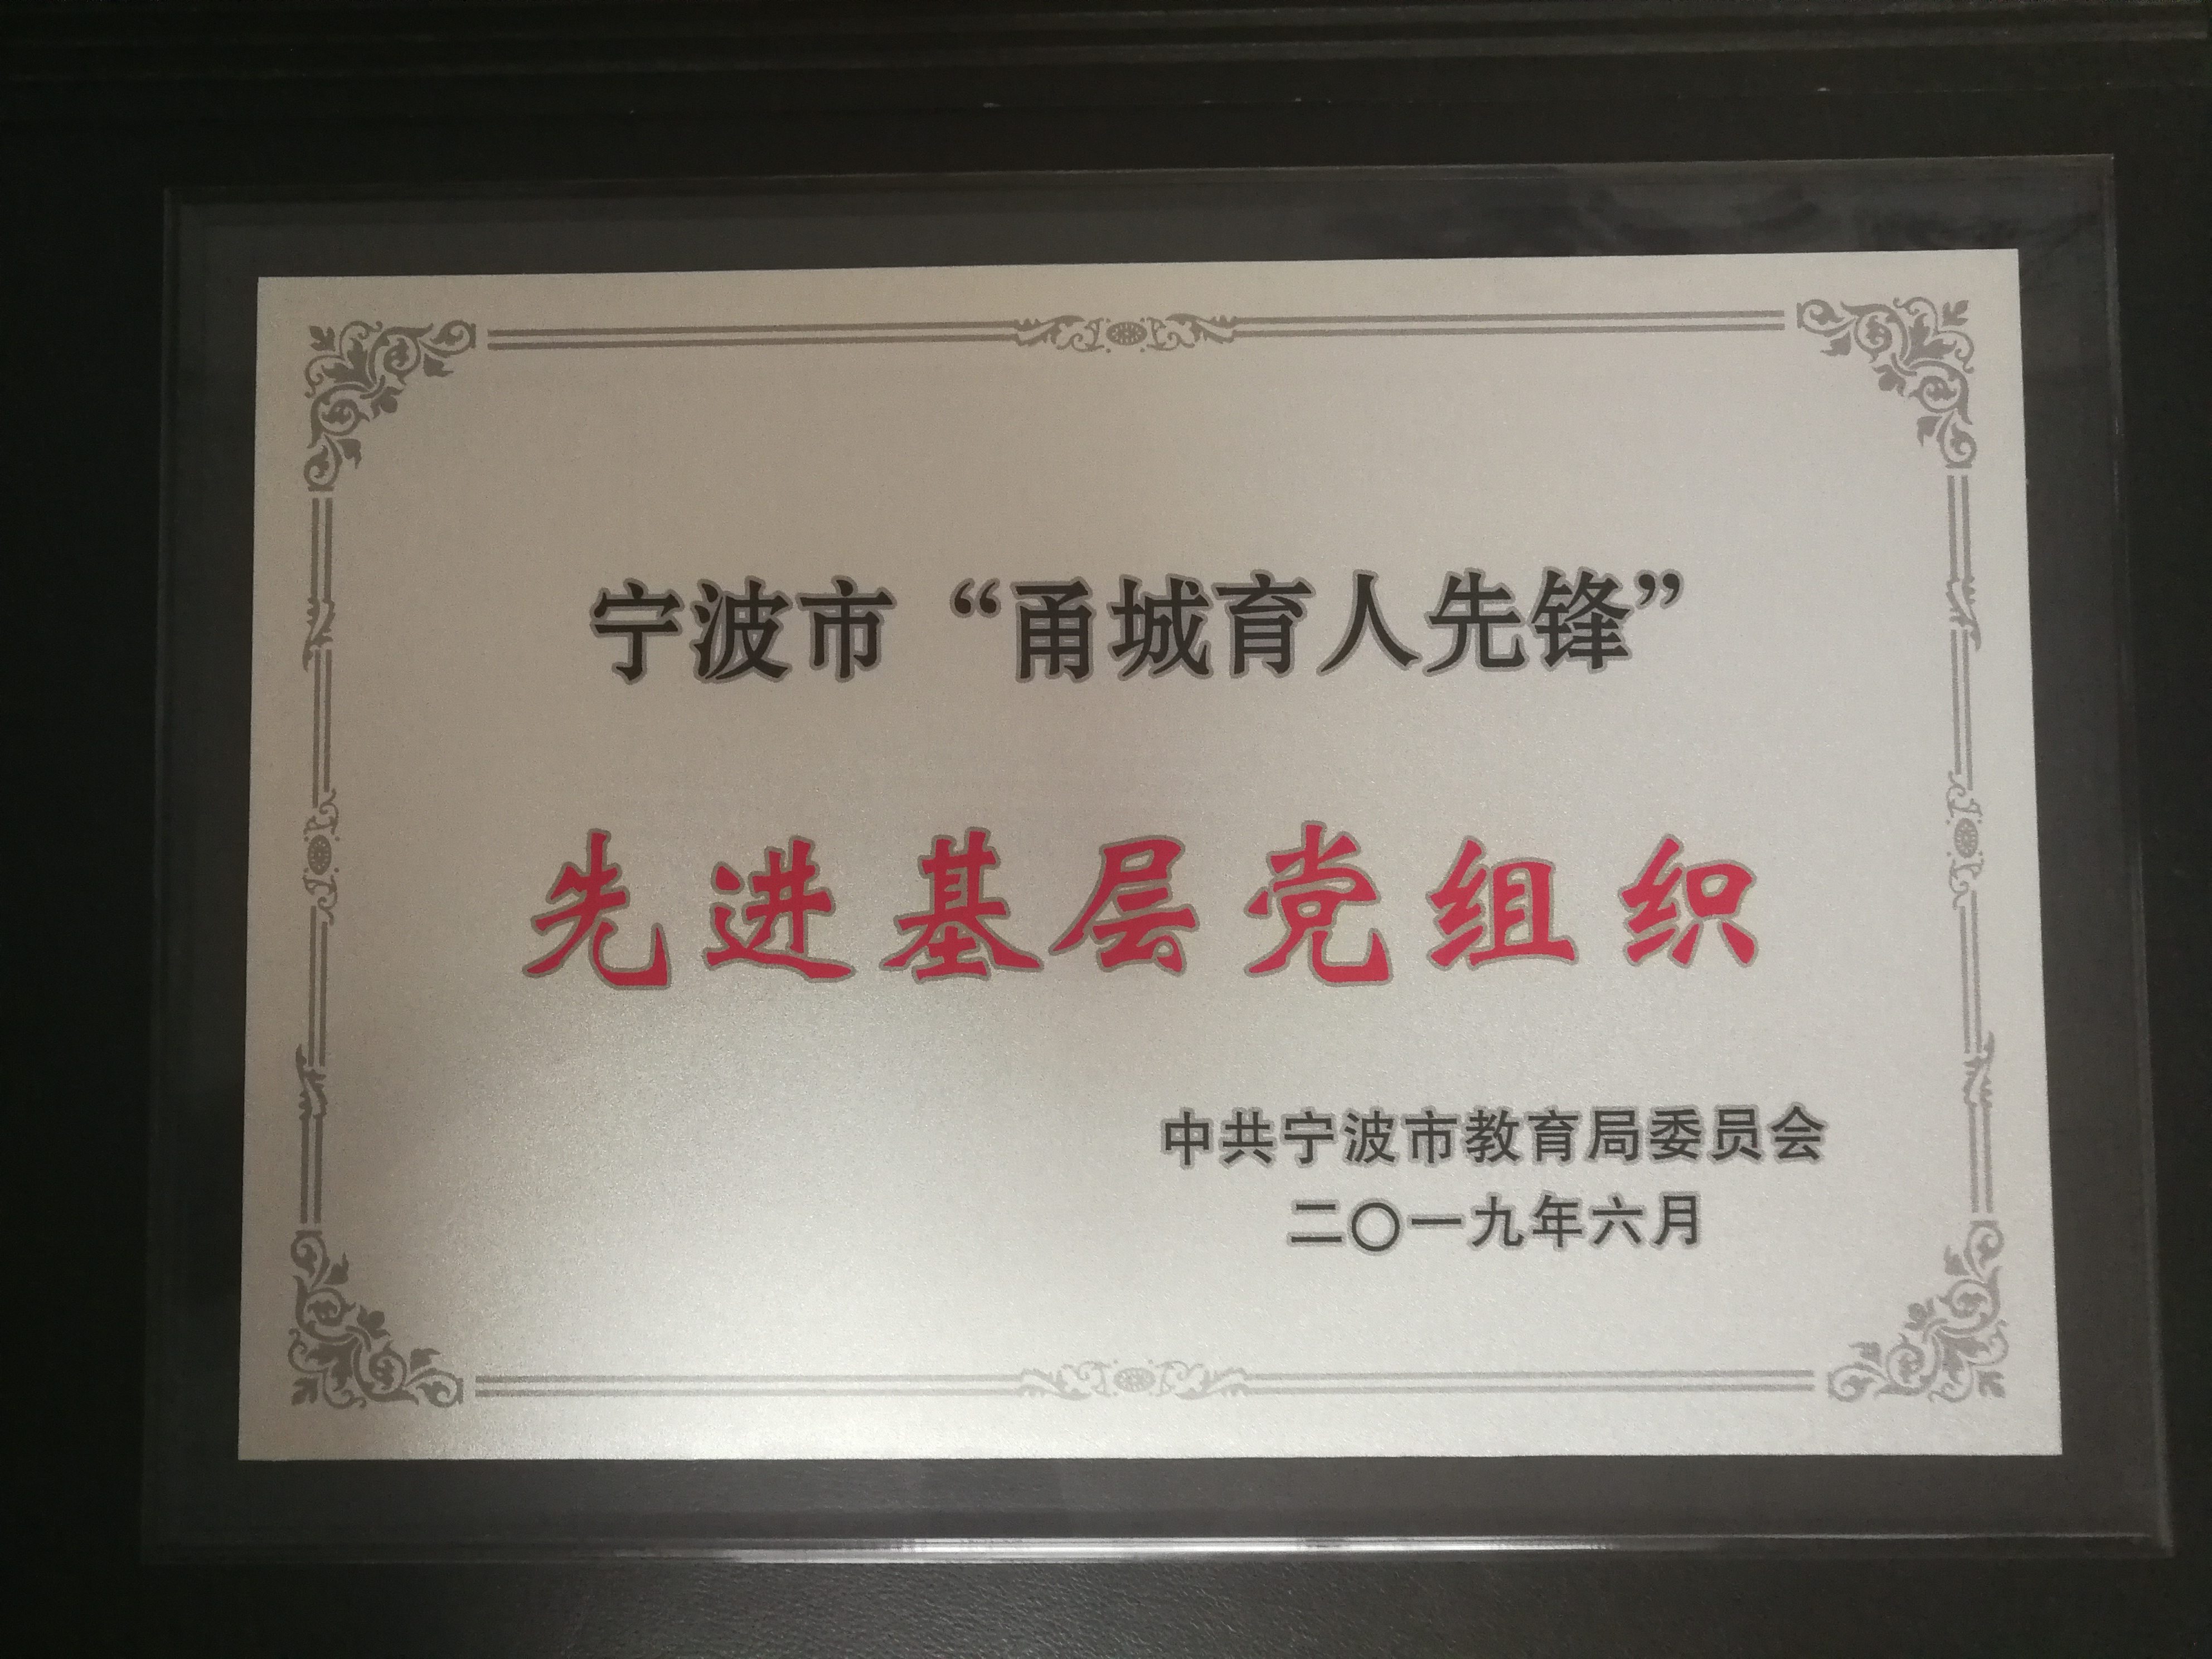 宁波市“甬城育人先锋”
先进基层党组织
中共宁波市教育局委员会
二〇一九年六月